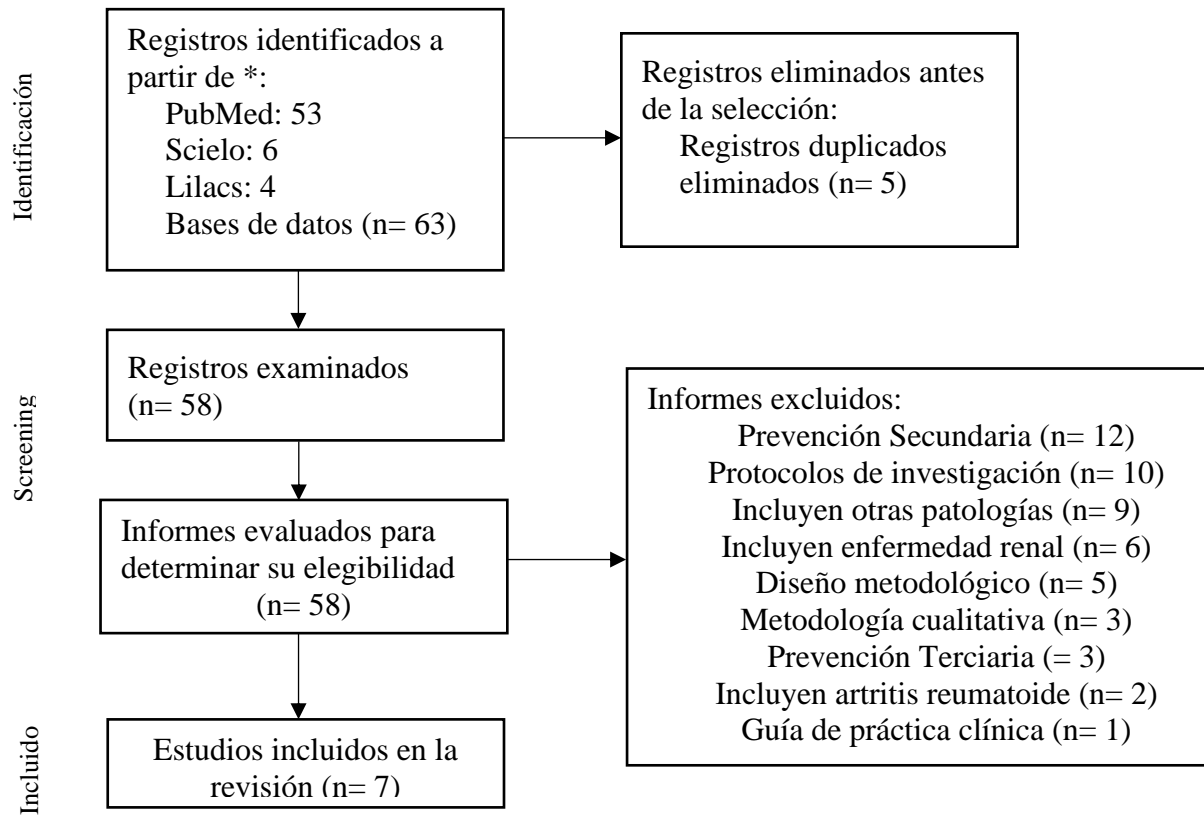 Identificación
Registros identificados a
partir de *:
PubMed: 53
Scielo: 6
Lilacs: 4
Bases de datos (n= 63)
Registros eliminados antes
de la selección:
Registros duplicados
eliminados (n= 5)
Screening
Registros examinados
(n= 58)
Informes evaluados para
determinar su elegibilidad
(n= 58)
Informes excluidos:
Prevención Secundaria (n= 12)
Protocolos de investigación (n= 10)
Incluyen otras patologías (n= 9)
Incluyen enfermedad renal (n= 6)
Diseño metodológico (n= 5)
Metodología cualitativa (n= 3)
Prevención Terciaria (= 3)
Incluyen artritis reumatoide (n= 2)
Guía de práctica clínica (n= 1)
Incluido
Estudios incluidos en la
revisión (n= 7)